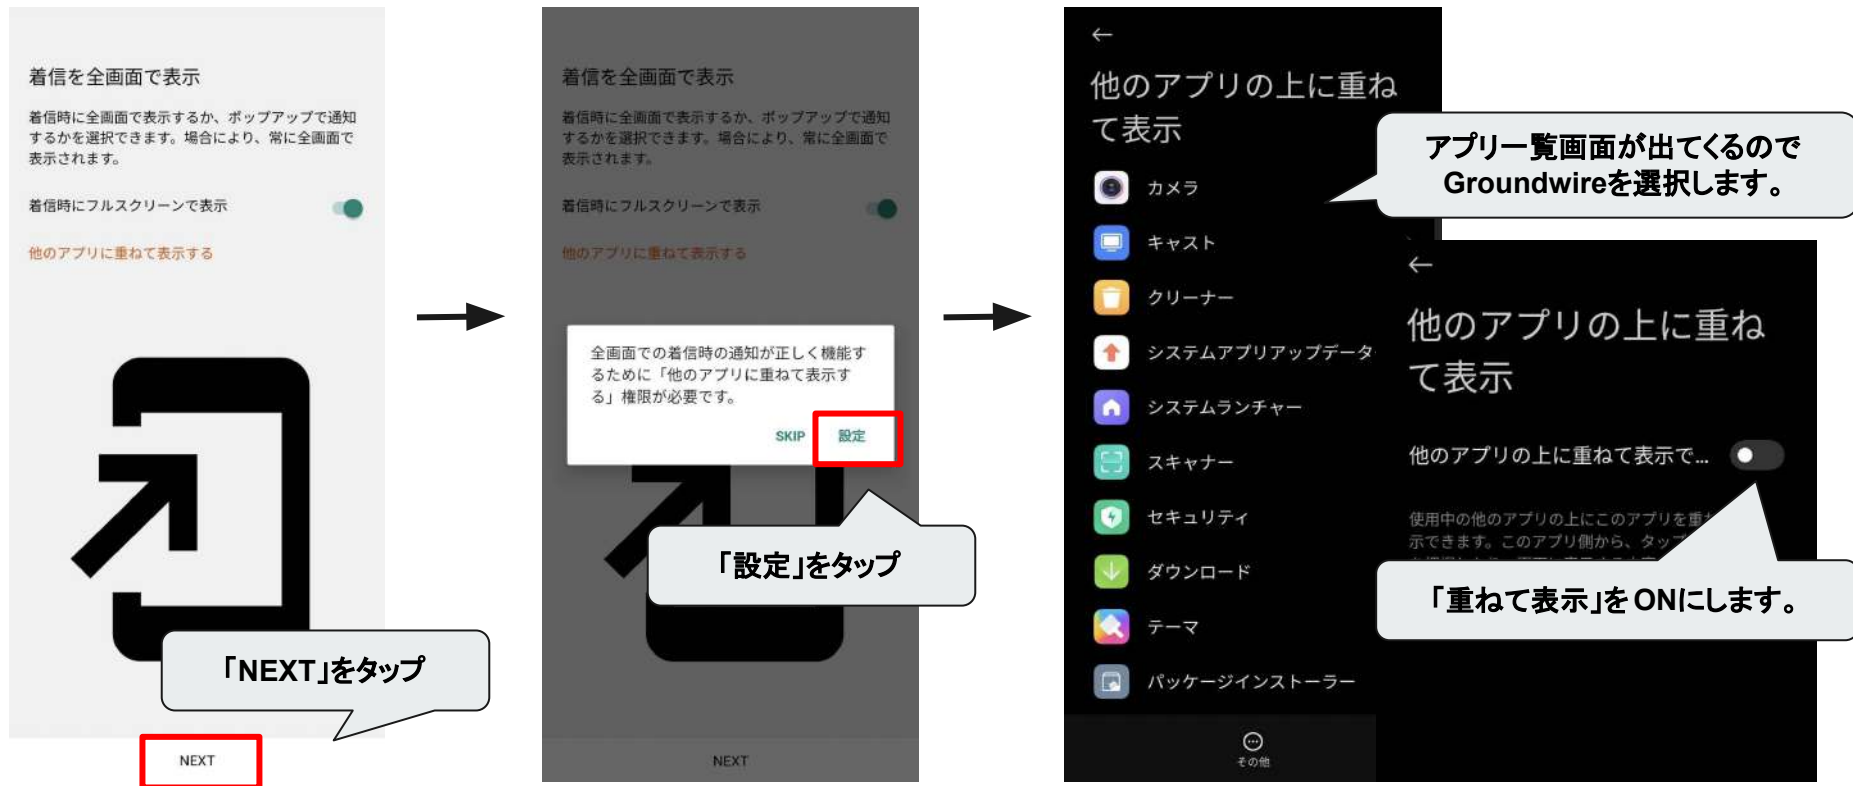 着信を全画面で表示
着信時に全画面で表示するか、ポップアップで通知
するかを選択できます。場合により、常に全画面で
表示されます。
着信時にフルスクリーンで表示
他のアプリに重ねて表示する
「NEXT」をタップ
NEXT
着信を全画面で表示
着信時に全画面で表示するか、ポップアップで通知
するかを選択できます。場合により、常に全画面で
表示されます。
着信時にフルスクリーンで表示
他のアプリに重ねて表示する
全画面での着信時の通知が正しく機能す
るために「他のアプリに重ねて表示す
る」権限が必要です。
SKIP 設定
「設定」をタップ
NEXT
他のアプリの上に重ね
て表示
アプリ一覧画面が出てくるので
Groundwireを選択します。
カメラ
キャスト
クリーナー
システムアプリアップデータ
システムランチャー
スキャナー
セキュリティ
ダウンロード
テーマ
パッケージインストーラー
その他
他のアプリの上に重ね
て表示
他のアプリの上に重ねて表示で...
使用中の他のアプリの上にこのアプリを重
示できます。このアプリ側から、タップ
「重ねて表示」をONにします。